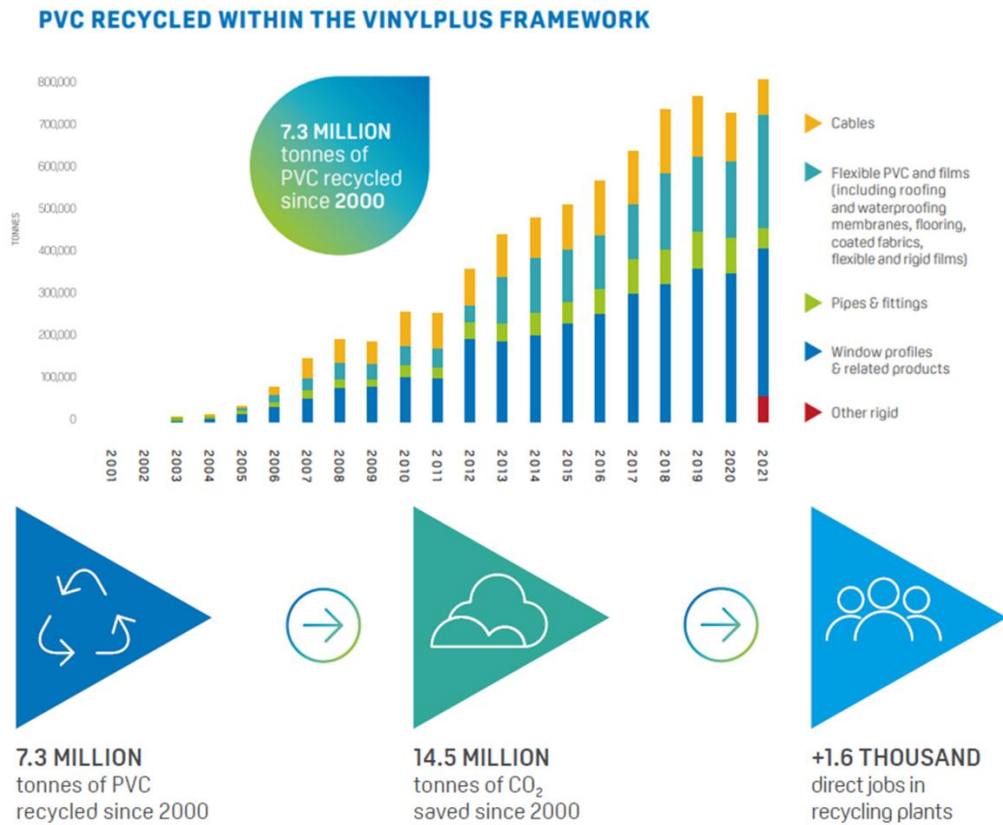 PVC RECYCLED WITHIN THE VINYLPLUS FRAMEWORK
800,000
700,000
600,000
500,000
400,000
300,000
200,000
100,000
0
TONNES
7.3 MILLION
tonnes of
PVC recycled
since 2000
Cables
Flexible PVC and films
(including roofing
and waterproofing
membranes, flooring,
coated fabrics,
flexible and rigid films)
Pipes & fittings
Window profiles
& related products
Other rigid
2001
2002
2003
2004
2005
2006
2007
2008
2009
2010
2011
2012
2013
2014
2015
2016
2017
2018
2019
2020
2021
7.3 MILLION
tonnes of PVC
recycled since 2000
14.5 MILLION
tonnes of CO₂
saved since 2000
+1.6 THOUSAND
direct jobs in
recycling plants